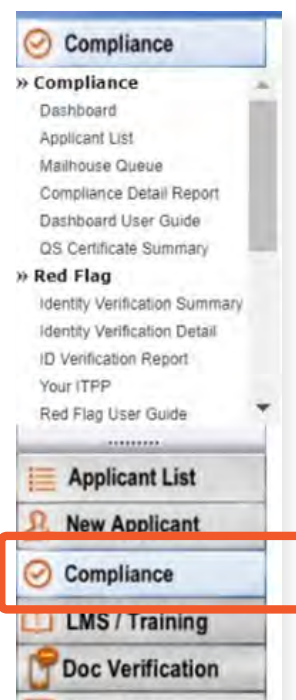 Compliance
» Compliance
Dashboard
Applicant List
Mailhouse Queue
Compliance Detail Report
Dashboard User Guide
QS Certificate Summary
» Red Flag
Identity Verification Summary
Identity Verification Detail
ID Verification Report
Your ITPP
Red Flag User Guide
Applicant List
New Applicant
Compliance
LMS / Training
Doc Verification